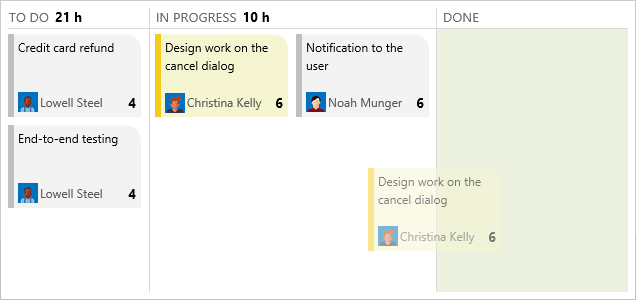 TO DO 21 h
IN PROGRESS 10 h
DONE
Credit card refund
Lowell Steel 4
End-to-end testing
Lowell Steel 4
Design work on the
cancel dialog
Christina Kelly 6
Notification to the
user
Noah Munger 6
Design work on the
cancel dialog
Christina Kelly 6